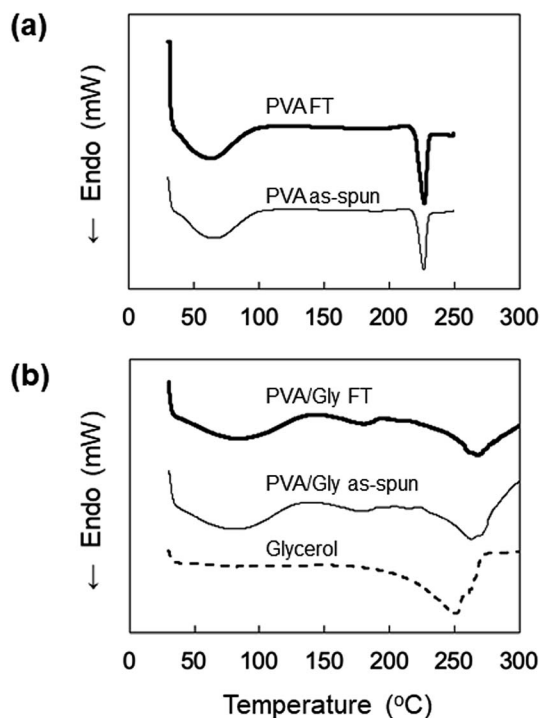 (a)
← Endo (mW)
PVA FT
PVA as-spun
0 50 100 150 200 250 300
(b)
← Endo (mW)
PVA/Gly FT
PVA/Gly as-spun
Glycerol
0 50 100 150 200 250 300
Temperature (°C)